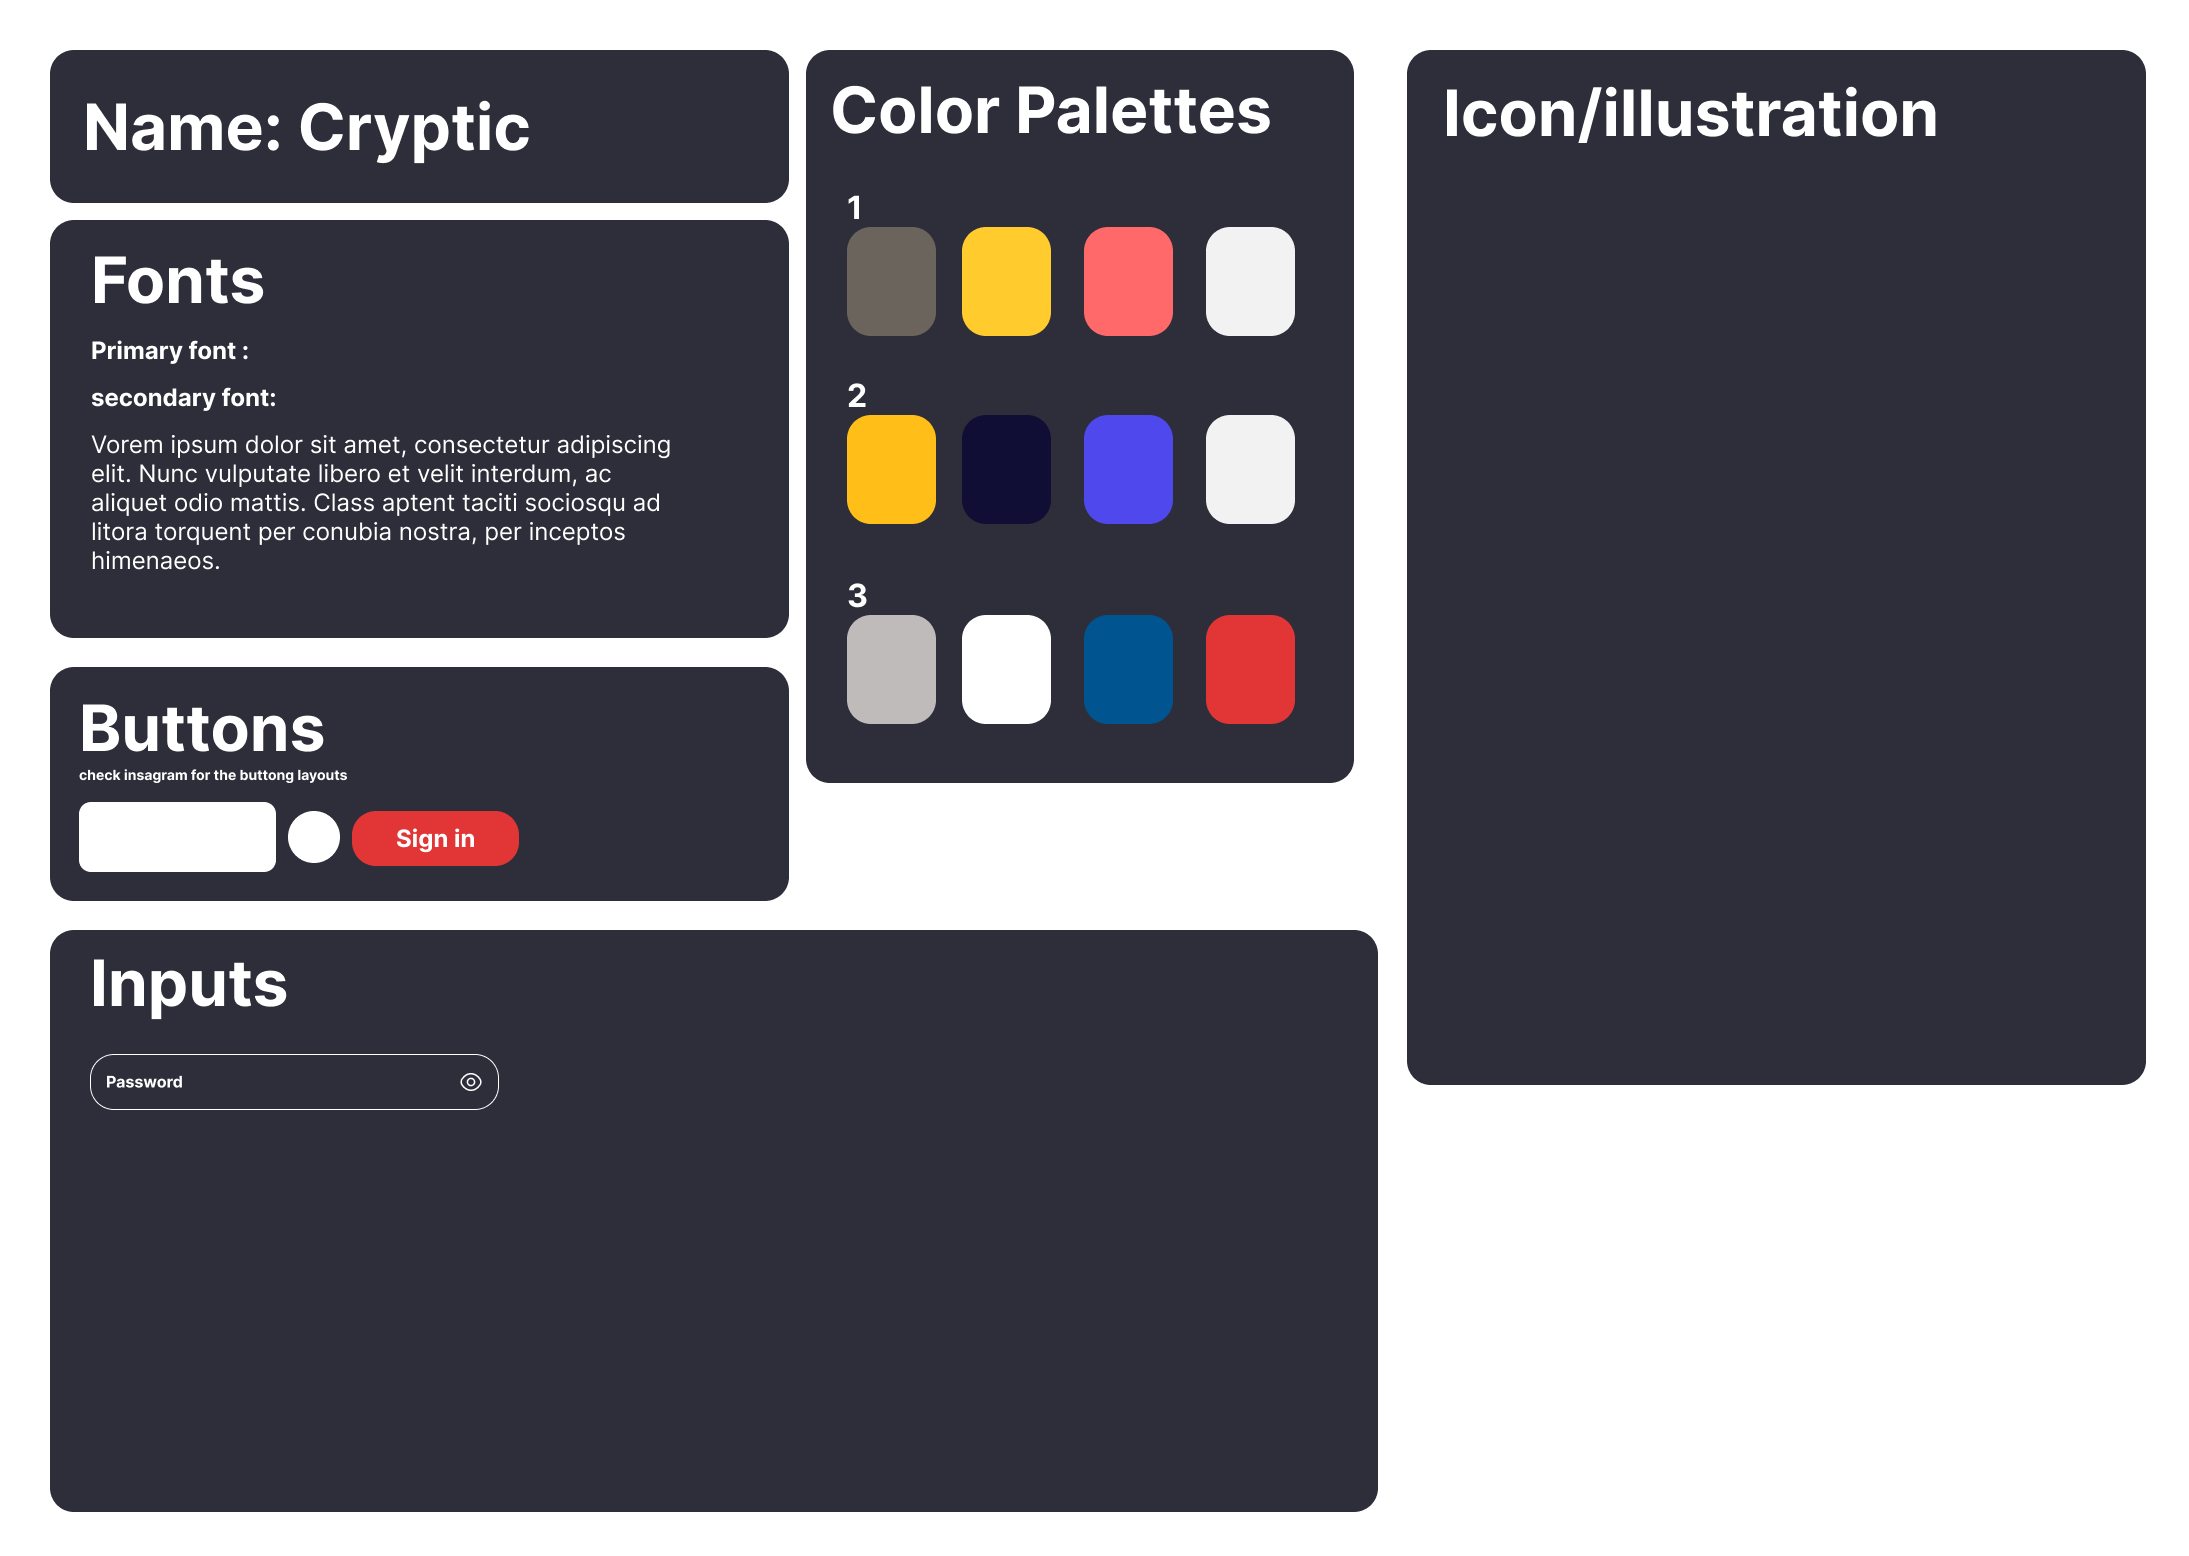 Name: Cryptic
Fonts
Primary font :
secondary font:
Vorem ipsum dolor sit amet, consectetur adipiscing
elit. Nunc vulputate libero et velit interdum, ac
aliquet odio mattis. Class aptent taciti sociosqu ad
litora torquent per conubia nostra, per inceptos
himenaeos.
Buttons
check insagram for the buttong layouts
Sign in
Color Palettes
1
2
3
Icon/illustration
Inputs
Password